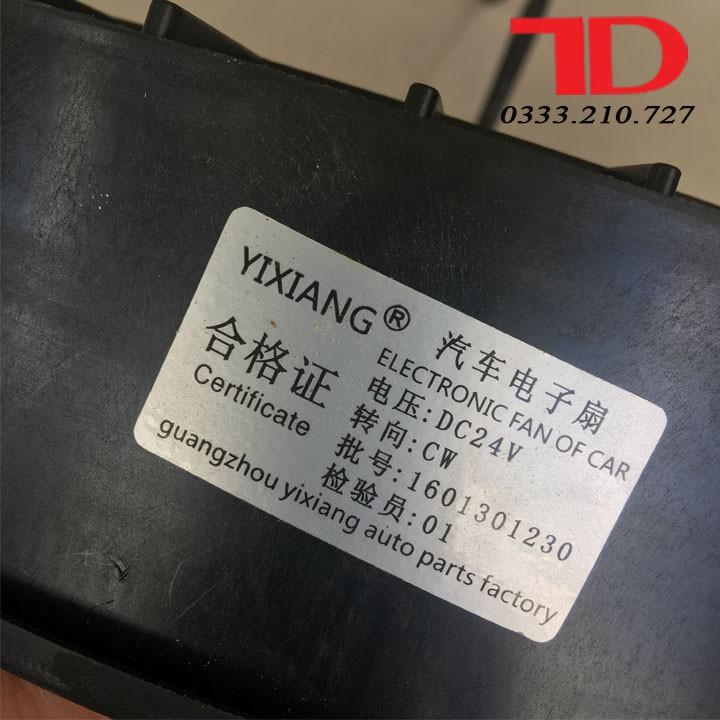 TD
0333.210.727
YIXIANG® 汽车电子扇
ELECTRONIC FAN OF CAR
合格证
Certificate
电压:DC24V
转向:CW
批号:1601301230
检验员:01
guangzhou yixiang auto parts factory